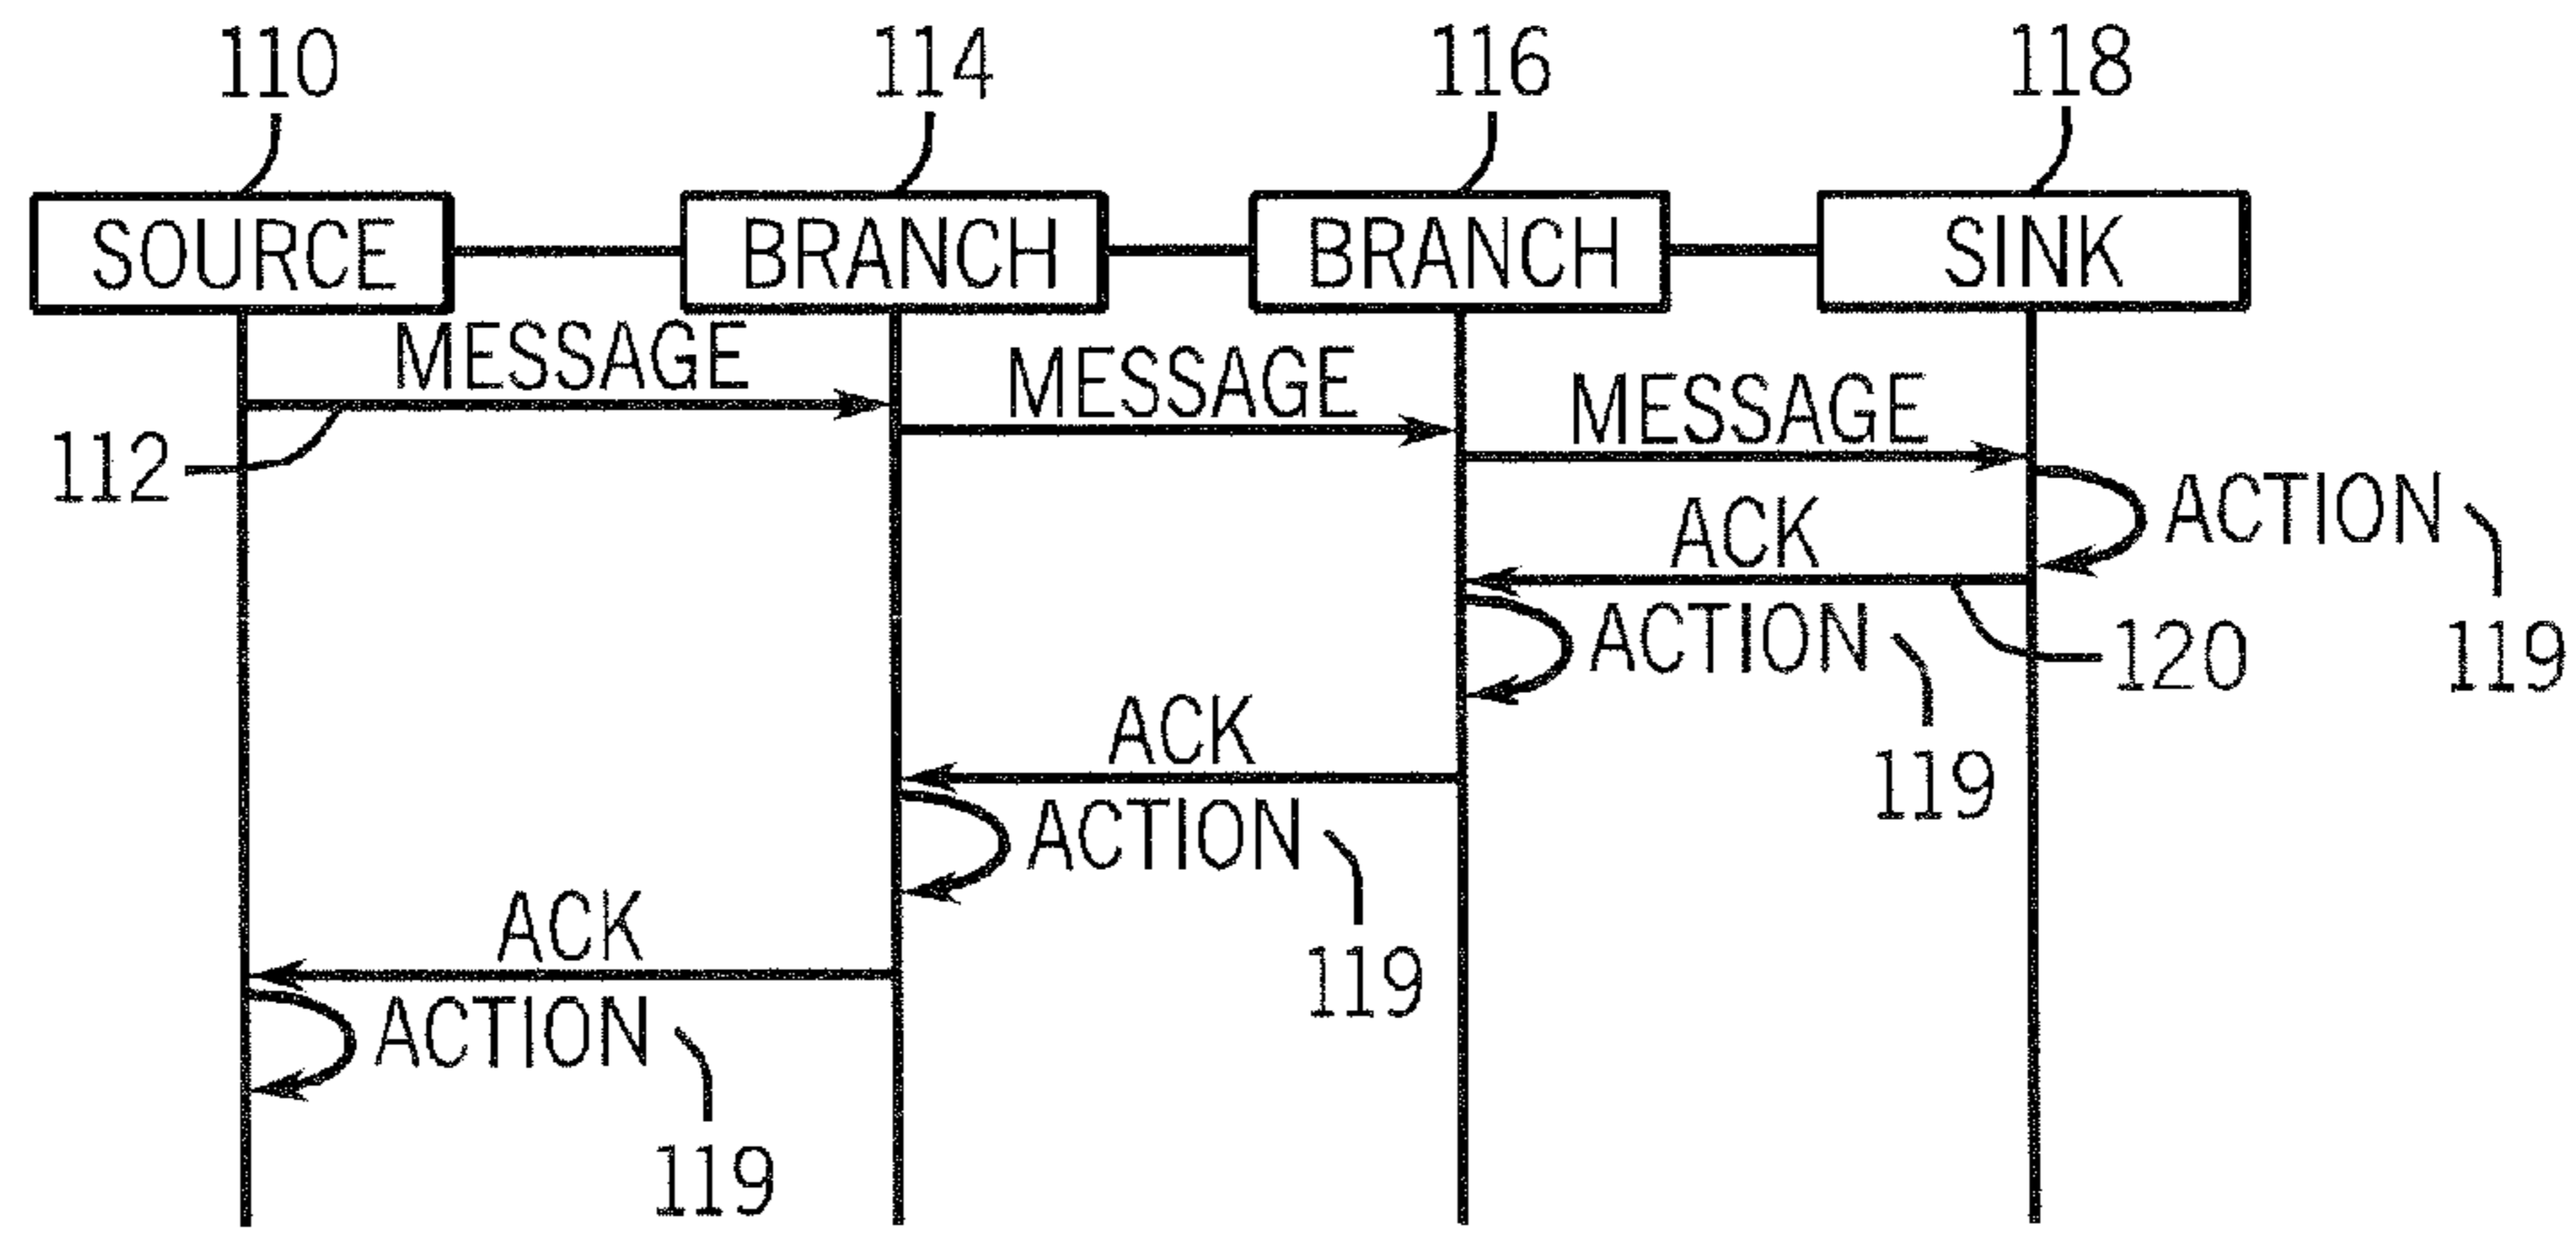 110 114 116 118
SOURCE BRANCH BRANCH SINK
MESSAGE
MESSAGE
MESSAGE
112
ACTION
ACK
ACTION
120
119
ACK
119
ACTION
ACK
119
ACTION
119